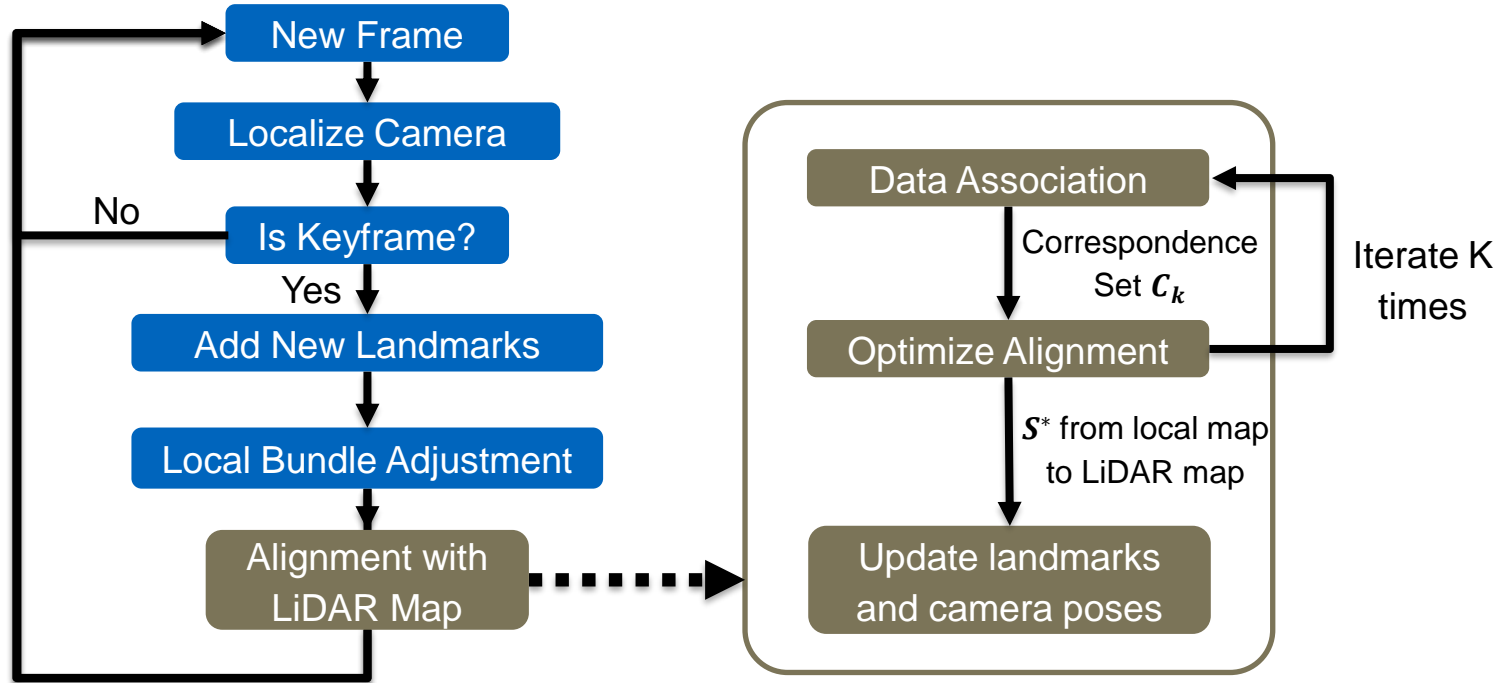 New Frame
Localize Camera
No
Is Keyframe?
Yes
Add New Landmarks
Local Bundle Adjustment
Alignment with
LiDAR Map
Data Association
Correspondence
Set C_k
Iterate K
times
Optimize Alignment
S* from local map
to LiDAR map
Update landmarks
and camera poses